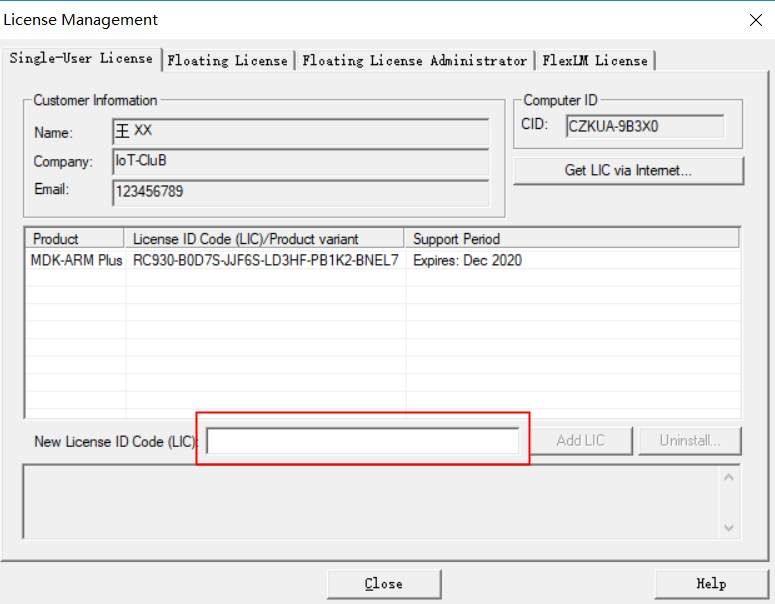 License Management
Single-User License Floating License Floating License Administrator FlexLM License
Customer Information
Name: 王 XX
Company: IoT-CluB
Email: 123456789
Computer ID
CID: CZKUA-9B3X0
Get LIC via Internet...
Product License ID Code (LIC)/Product variant Support Period
MDK-ARM Plus RC930-B0D7S-JJF6S-LD3HF-PB1K2-BNEL7 Expires: Dec 2020
New License ID Code (LIC): Add LIC Uninstall...
Close Help